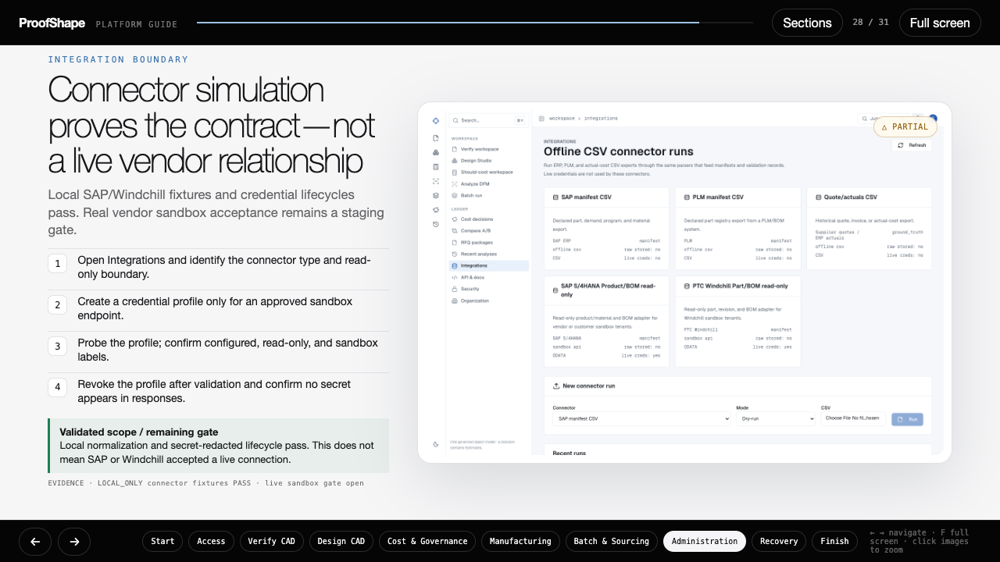 ProofShape PLATFORM GUIDE
Sections
28 / 31
Full screen
INTEGRATION BOUNDARY
Connector simulation
proves the contract—not
a live vendor relationship
Local SAP/Windchill fixtures and credential lifecycles
pass. Real vendor sandbox acceptance remains a staging
gate.
1
Open Integrations and identify the connector type and read-
only boundary.
2
Create a credential profile only for an approved sandbox
endpoint.
3
Probe the profile; confirm configured, read-only, and sandbox
labels.
4
Revoke the profile after validation and confirm no secret
appears in responses.
Validated scope / remaining gate
Local normalization and secret-redacted lifecycle pass. This does not
mean SAP or Windchill accepted a live connection.
EVIDENCE · LOCAL_ONLY connector fixtures PASS · live sandbox gate open
Search...
WORKSPACE
Verify workspace
Design Studio
Should-cost workspace
Analyze DFM
Batch run
LEDGER
Cost decisions
Compare A/B
RFQ packages
Recent analyses
Integrations
API & docs
Security
Organization
workspace > integrations
△ PARTIAL
INTEGRATIONS
Offline CSV connector runs
Refresh
Run ERP, PLM, and actual-cost CSV exports through the same parsers that feed manifests and validation records.
Live credentials are not used by these connectors.
SAP manifest CSV
Declared part, demand, program, and material
export.
SAP ERP manifest
offline csv raw stored: no
CSV live creds: no
PLM manifest CSV
Declared part registry export from a PLM/BOM
system.
PLM manifest
offline csv raw stored: no
CSV live creds: no
Quote/actuals CSV
Historical quote, invoice, or actual-cost export.
Supplier quotes / ground_truth
ERP actuals
offline csv raw stored: no
CSV live creds: no
SAP S/4HANA Product/BOM read-
only
Read-only product/material and BOM adapter for
vendor or customer sandbox tenants.
SAP S/4HANA manifest
sandbox api raw stored: no
ODATA live creds: yes
PTC Windchill Part/BOM read-only
Read-only part, revision, and BOM adapter for
Windchill sandbox tenants.
PTC Windchill manifest
sandbox api raw stored: no
ODATA live creds: yes
New connector run
Connector
SAP manifest CSV
Mode
Dry-run
CSV
Choose File No fil...hosen
Run
Recent runs
Start
Access
Verify CAD
Design CAD
Cost & Governance
Manufacturing
Batch & Sourcing
Administration
Recovery
Finish
← → navigate · F full
screen · click images
to zoom